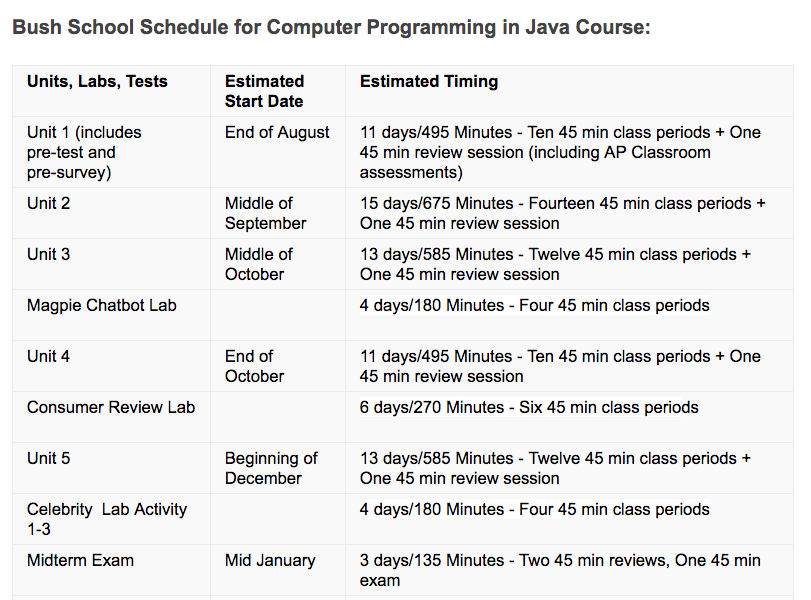 Bush School Schedule for Computer Programming in Java Course:
Units, Labs, Tests
Estimated
Start Date
Estimated Timing
Unit 1 (includes
pre-test and
pre-survey)
End of August
11 days/495 Minutes - Ten 45 min class periods + One
45 min review session (including AP Classroom
assessments)
Unit 2
Middle of
September
15 days/675 Minutes - Fourteen 45 min class periods +
One 45 min review session
Unit 3
Middle of
October
13 days/585 Minutes - Twelve 45 min class periods +
One 45 min review session
Magpie Chatbot Lab
4 days/180 Minutes - Four 45 min class periods
Unit 4
End of
October
11 days/495 Minutes - Ten 45 min class periods + One
45 min review session
Consumer Review Lab
6 days/270 Minutes - Six 45 min class periods
Unit 5
Beginning of
December
13 days/585 Minutes - Twelve 45 min class periods +
One 45 min review session
Celebrity Lab Activity
1-3
4 days/180 Minutes - Four 45 min class periods
Midterm Exam
Mid January
3 days/135 Minutes - Two 45 min reviews, One 45 min
exam